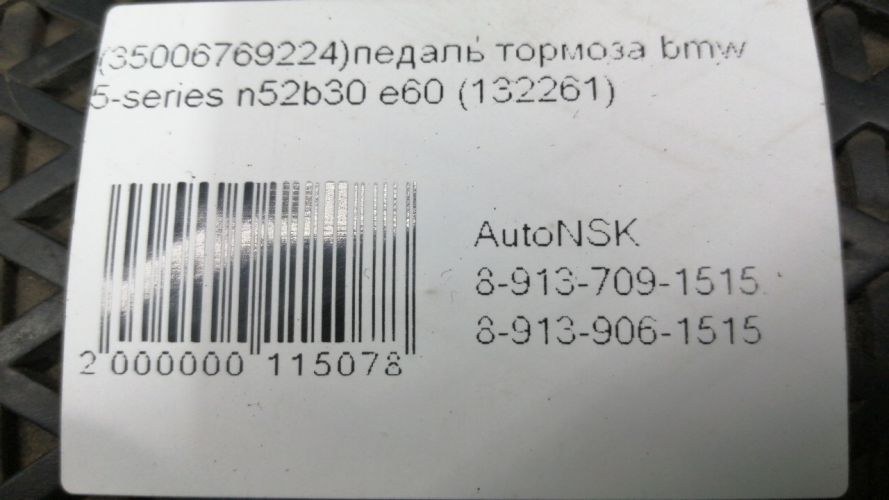 (35006769224)педаль тормоза bmw
5-series n52b30 e60 (132261)
AutoNSK
8-913-709-1515
8-913-906-1515
2 000000 115078